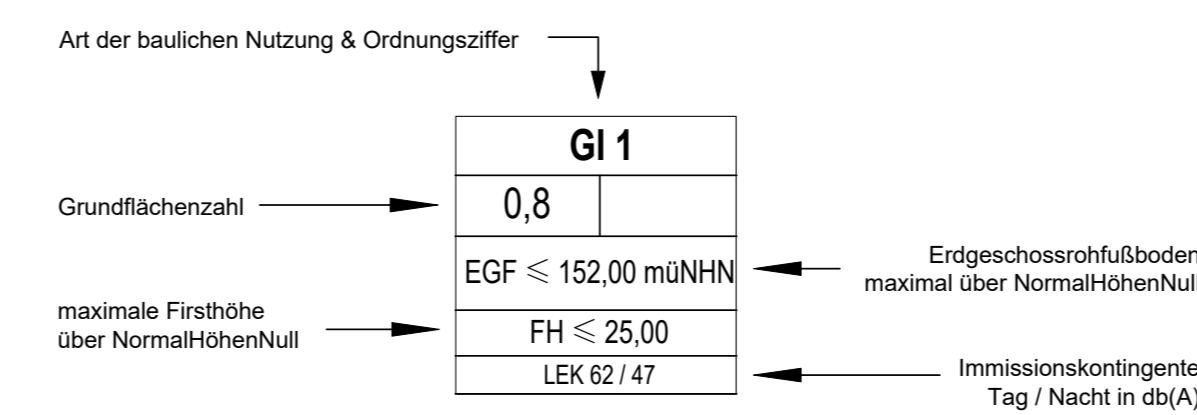 Art der baulichen Nutzung & Ordnungsziffer
GI 1
Grundflächenzahl
0,8
EGF ⩽ 152,00 müNHN
Erdgeschossrohfußboden
maximal über NormalHöhenNull
maximale Firsthöhe
über NormalHöhenNull
FH ⩽ 25,00
LEK 62 / 47
Immissionskontingente
Tag / Nacht in db(A)